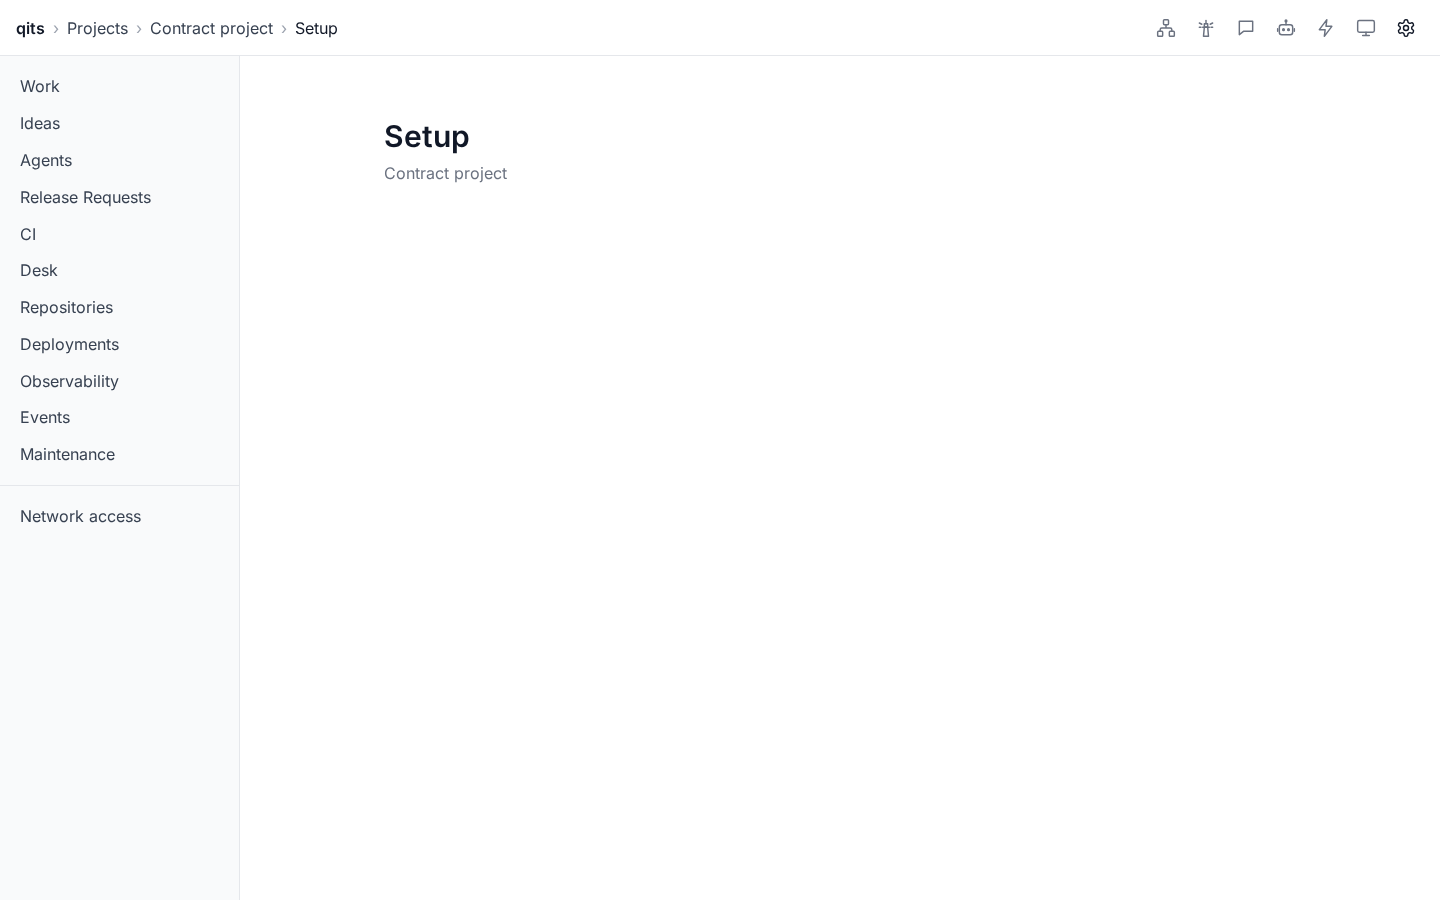 qits › Projects › Contract project › Setup
Work
Ideas
Agents
Release Requests
CI
Desk
Repositories
Deployments
Observability
Events
Maintenance
Network access
Setup
Contract project